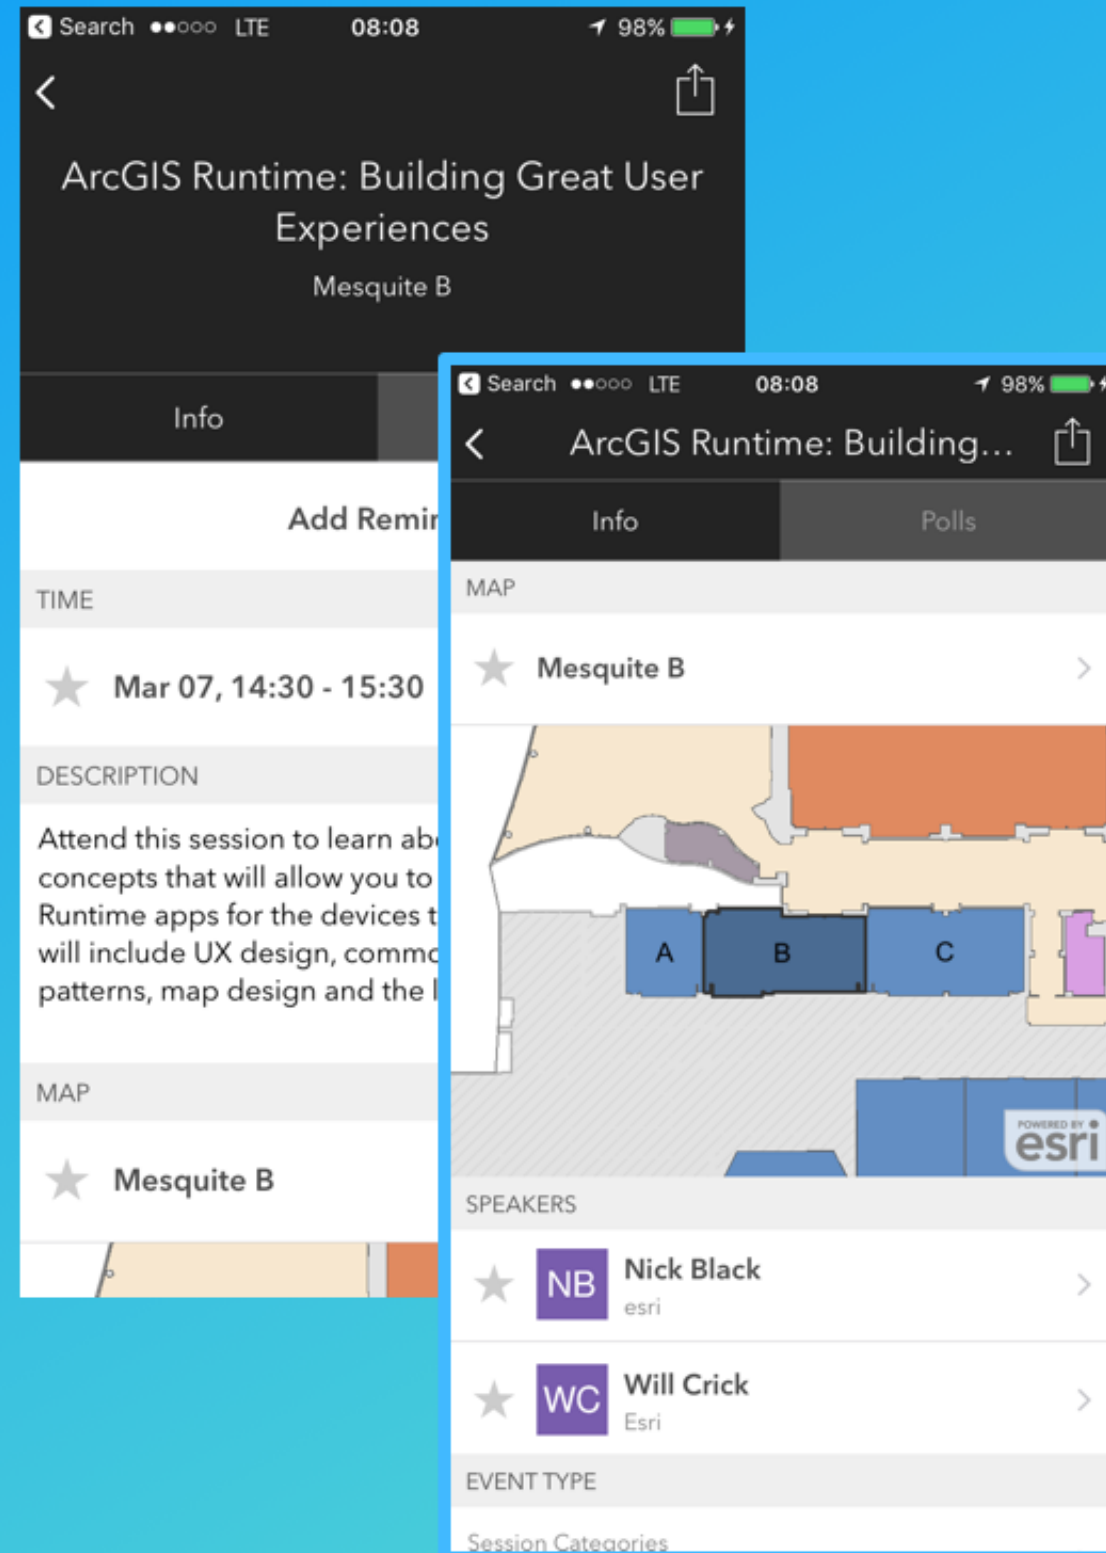 Search LTE 08:08 98%
ArcGIS Runtime: Building Great User
Experiences
Mesquite B
Info
Add
TIME
Mar 07, 14:30 - 15:30
DESCRIPTION
Attend this session to learn
concepts that will allow you to
Runtime apps for the devices
will include UX design,
patterns, map design and the
MAP
Mesquite B
Search LTE 08:08 98%
ArcGIS Runtime: Building...
Info Polls
MAP
Mesquite B
A B C
POWERED BY
esri
SPEAKERS
NB Nick Black
esri
WC Will Crick
Esri
EVENT TYPE
Session Categories